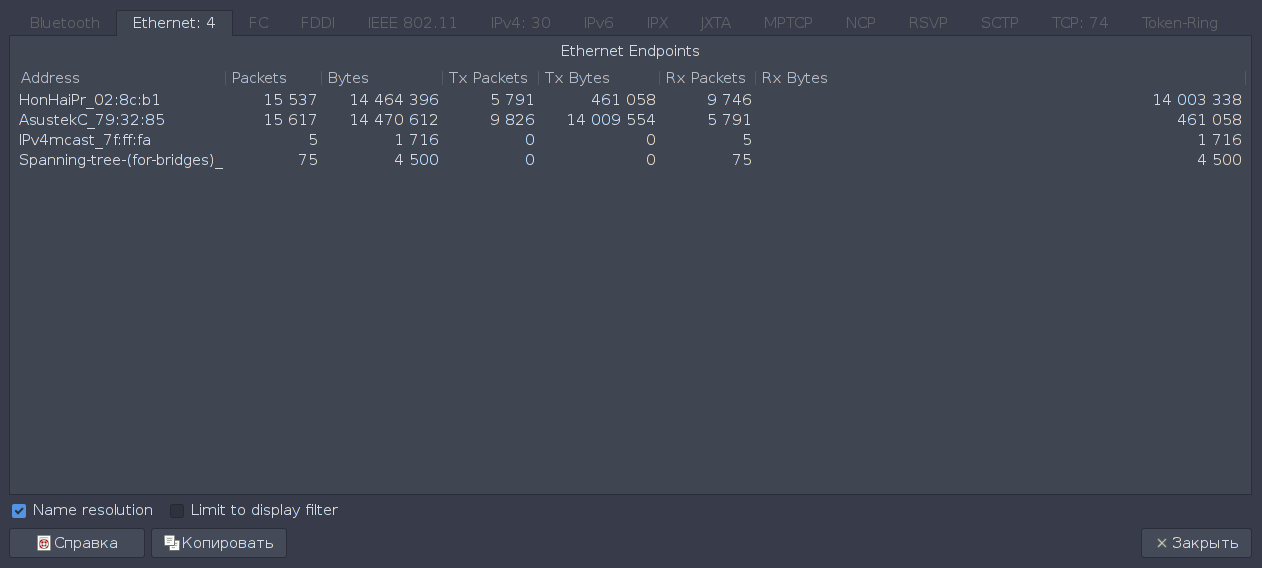 Bluetooth Ethernet: 4 FC FDDI IEEE 802.11 IPv4: 30 IPv6 IPX JXTA MPTCP NCP RSVP SCTP TCP: 74 Token-Ring
Ethernet Endpoints
Address Packets Bytes Tx Packets Tx Bytes Rx Packets Rx Bytes
HonHaiPr_02:8c:b1 15 537 14 464 396 5 791 461 058 9 746 14 003 338
AsustekC_79:32:85 15 617 14 470 612 9 826 14 009 554 5 791 461 058
IPv4mcast_7f:ff:fa 5 1 716 0 0 5 1 716
Spanning-tree-(for-bridges)_ 75 4 500 0 0 75 4 500
Name resolution Limit to display filter
Справка Копировать Закрыть